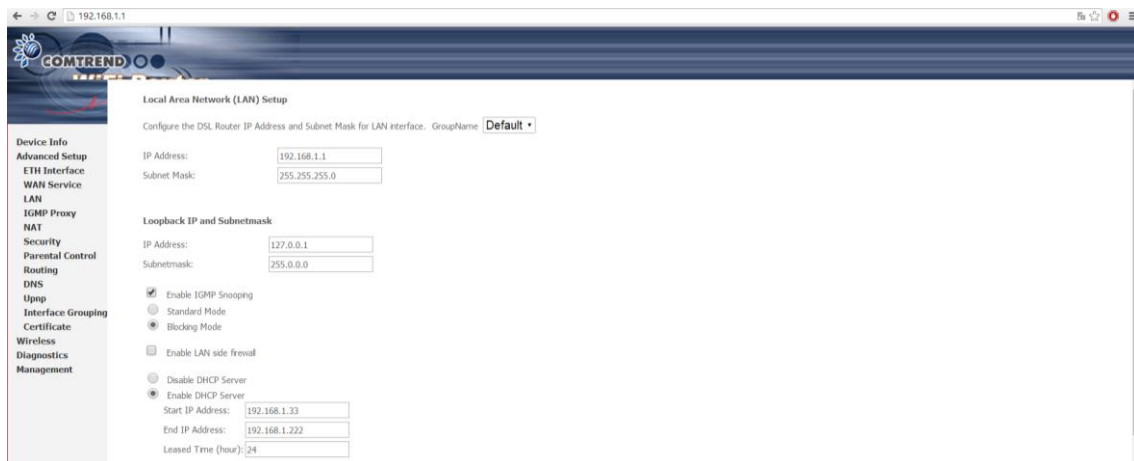 192.168.1.1
COMTREND
WiFi Router
Local Area Network (LAN) Setup
Configure the DSL Router IP Address and Subnet Mask for LAN interface. GroupName Default
IP Address: 192.168.1.1
Subnet Mask: 255.255.255.0
Loopback IP and Subnetmask
IP Address: 127.0.0.1
Subnetmask: 255.0.0.0
Enable IGMP Snooping
Standard Mode
Blocking Mode
Enable LAN side firewall
Disable DHCP Server
Enable DHCP Server
Start IP Address: 192.168.1.33
End IP Address: 192.168.1.222
Leased Time (hour): 24
Device Info
Advanced Setup
ETH Interface
WAN Service
LAN
IGMP Proxy
NAT
Security
Parental Control
Routing
DNS
Upnp
Interface Grouping
Certificate
Wireless
Diagnostics
Management